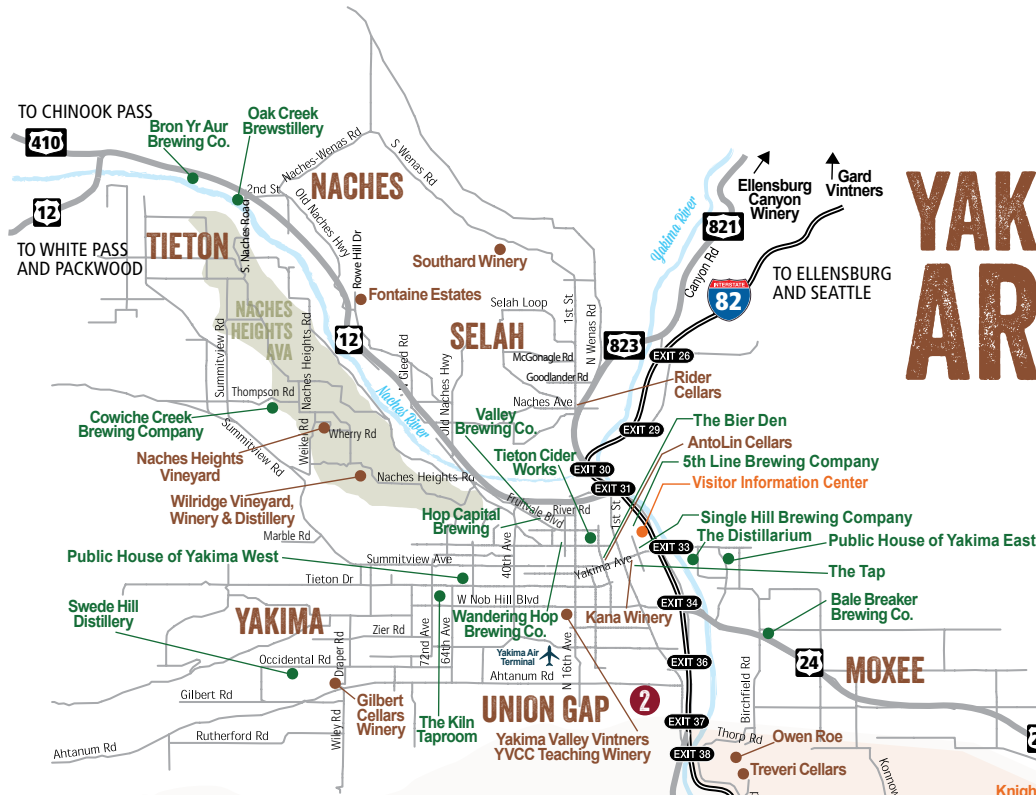 TO CHINOOK PASS
410
Bron Yr Aur
Brewing Co.
Oak Creek
Brewstillery
12
TO WHITE PASS
AND PACKWOOD
TIETON
2nd St
S. Naches Road
Naches-Wenas Rd
NACHES
Old Naches Hwy
S Wenas Rd
Rowe Hill Dr
Southard Winery
Fontaine Estates
Yakima River
Ellensburg
Canyon
Winery
Gard
Vintners
821
Canyon Rd
INTERSTATE
82
TO ELLENSBURG
AND SEATTLE
YAK
AR
NACHES
HEIGHTS
AVA
12
Selah Loop
1st St
N Wenas Rd
SELAH
823
EXIT 26
McGonagle Rd
Goodlander Rd
Naches Ave
Rider
Cellars
Summitview Rd
Naches Heights Rd
N Gleed Rd
Old Naches Hwy
Naches River
Thompson Rd
Cowiche Creek
Brewing Company
Summitview Rd
Welker Rd
Wherry Rd
Naches Heights
Vineyard
Naches Heights Rd
Wilridge Vineyard,
Winery & Distillery
Marble Rd
Valley
Brewing Co.
Tieton Cider
Works
EXIT 29
EXIT 30
EXIT 31
The Bier Den
AntoLin Cellars
5th Line Brewing Company
Visitor Information Center
Hop Capital
Brewing
Fruitvale Blvd
River Rd
1st St
Single Hill Brewing Company
EXIT 33
The Distillarium
Public House of Yakima East
The Tap
Public House of Yakima West
Summitview Ave
40th Ave
Yakima Ave
Tieton Dr
W Nob Hill Blvd
Swede Hill
Distillery
YAKIMA
Zier Rd
72nd Ave
64th Ave
Wandering Hop
Brewing Co.
Kana Winery
EXIT 34
Bale Breaker
Brewing Co.
Yakima Air
Terminal
N 16th Ave
Draper Rd
Occidental Rd
Ahtanum Rd
EXIT 36
24
MOXEE
Birchfield Rd
Gilbert Rd
Gilbert
Cellars
Winery
The Kiln
Taproom
UNION GAP
2
EXIT 37
Rutherford Rd
Wiley Rd
Ahtanum Rd
Yakima Valley Vintners
YVCC Teaching Winery
EXIT 38
Thorp Rd
Owen Roe
Treveri Cellars
Konnow
Knigh